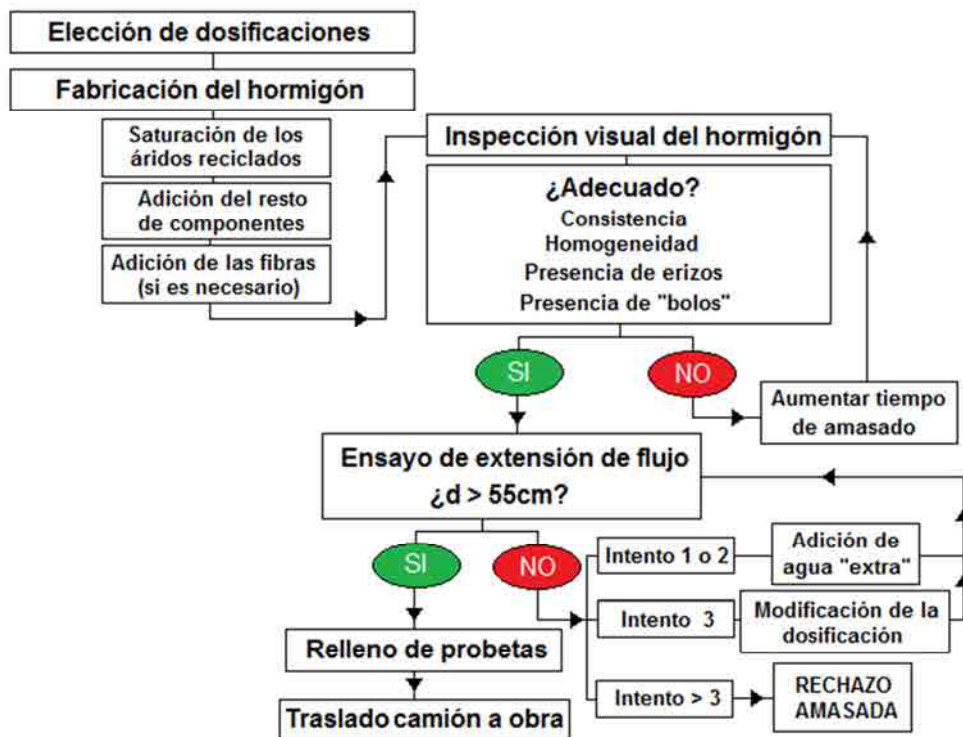 Elección de dosificaciones
Fabricación del hormigón
Saturación de los
áridos reciclados
Adición del resto
de componentes
Adición de las fibras
(si es necesario)
Inspección visual del hormigón
¿Adecuado?
Consistencia
Homogeneidad
Presencia de erizos
Presencia de "bolos"
SI
NO
Aumentar tiempo
de amasado
Ensayo de extensión de flujo
¿d > 55cm?
SI
NO
Intento 1 o 2
Adición de
agua "extra"
Intento 3
Modificación de la
dosificación
Intento > 3
RECHAZO
AMASADA
Relleno de probetas
Traslado camión a obra